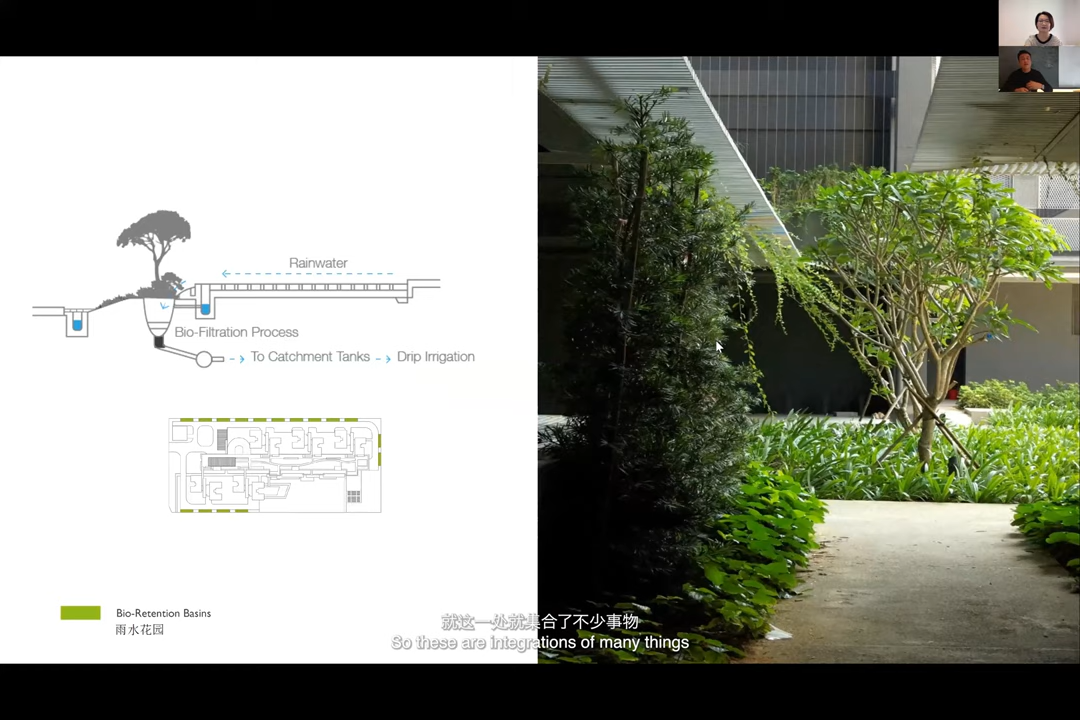 Rainwater
Bio-Filtration Process
To Catchment Tanks
Drip Irrigation
Bio-Retention Basins
雨水花园
就这一处就集合了不少事物
So these are integrations of many things